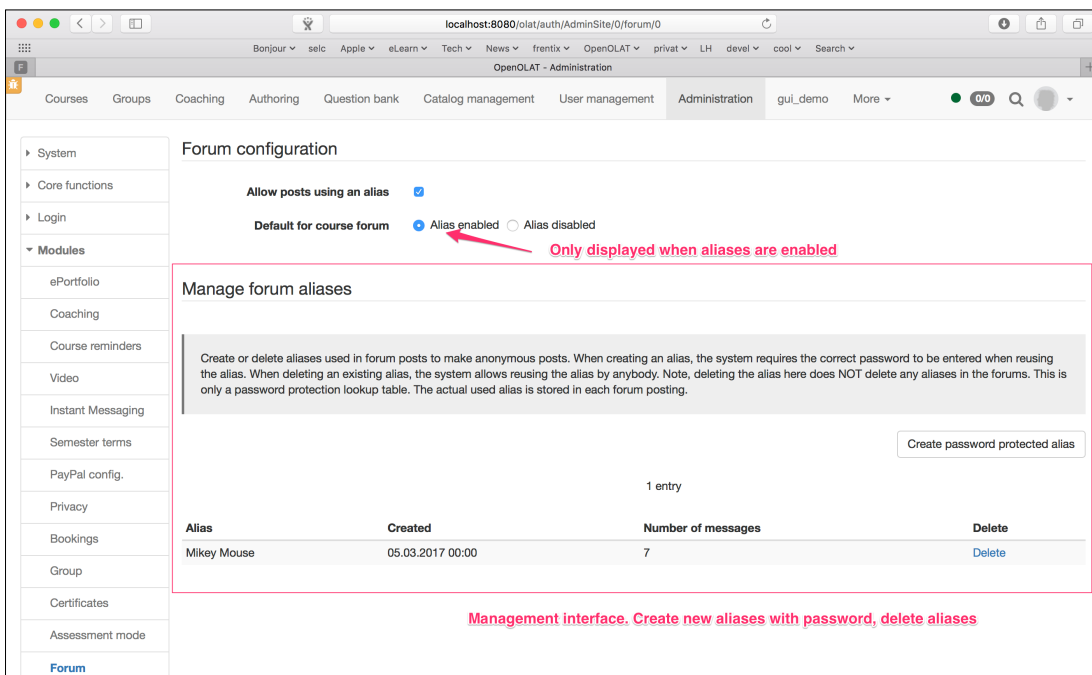 localhost:8080/olat/auth/AdminSite/0/forum/0
Bonjour selc Apple eLearn Tech News frentix OpenOLAT privat LH devel cool Search
F OpenOLAT - Administration
Courses Groups Coaching Authoring Question bank Catalog management User management Administration gui_demo More 0/0
System
Core functions
Login
Modules
ePortfolio
Coaching
Course reminders
Video
Instant Messaging
Semester terms
PayPal config.
Privacy
Bookings
Group
Certificates
Assessment mode
Forum
Forum configuration
Allow posts using an alias
Default for course forum Alias enabled Alias disabled
Only displayed when aliases are enabled
Manage forum aliases
Create or delete aliases used in forum posts to make anonymous posts. When creating an alias, the system requires the correct password to be entered when reusing
the alias. When deleting an existing alias, the system allows reusing the alias by anybody. Note, deleting the alias here does NOT delete any aliases in the forums. This is
only a password protection lookup table. The actual used alias is stored in each forum posting.
Create password protected alias
1 entry
Alias Created Number of messages Delete
Mikey Mouse 05.03.2017 00:00 7 Delete
Management interface. Create new aliases with password, delete aliases